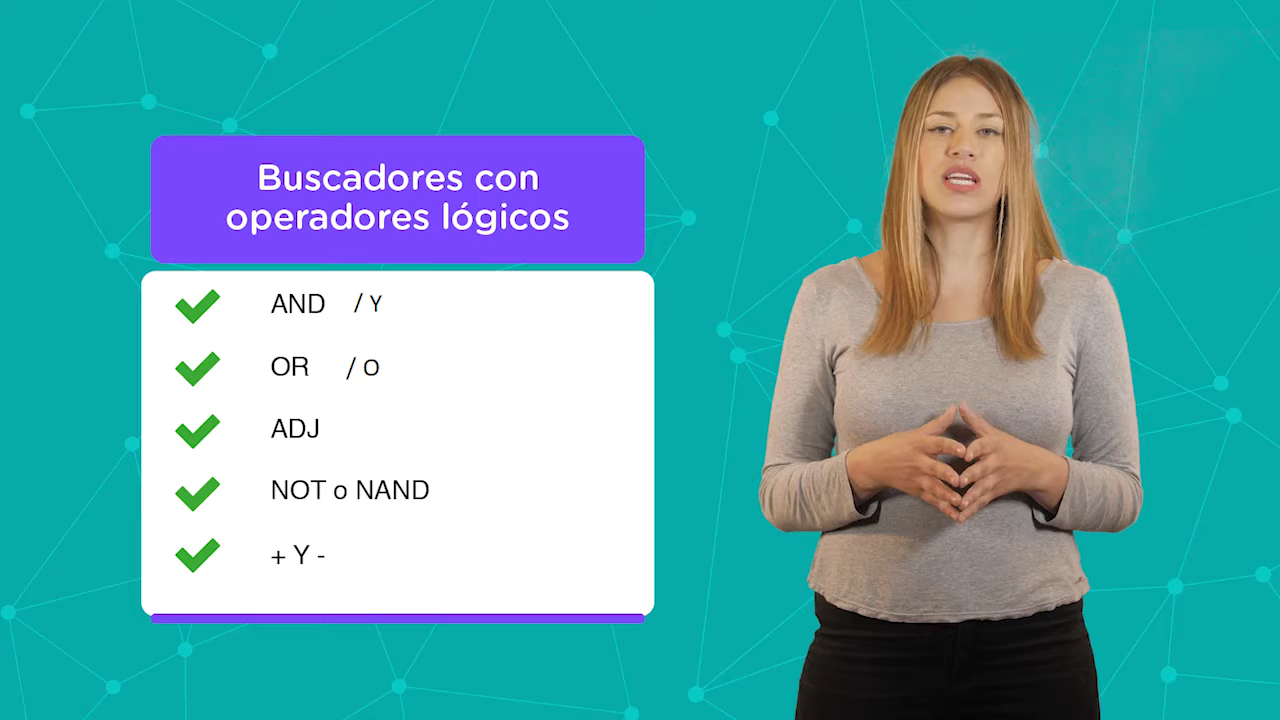 Buscadores con
operadores lógicos
AND / Y
OR / O
ADJ
NOT o NAND
+ Y -